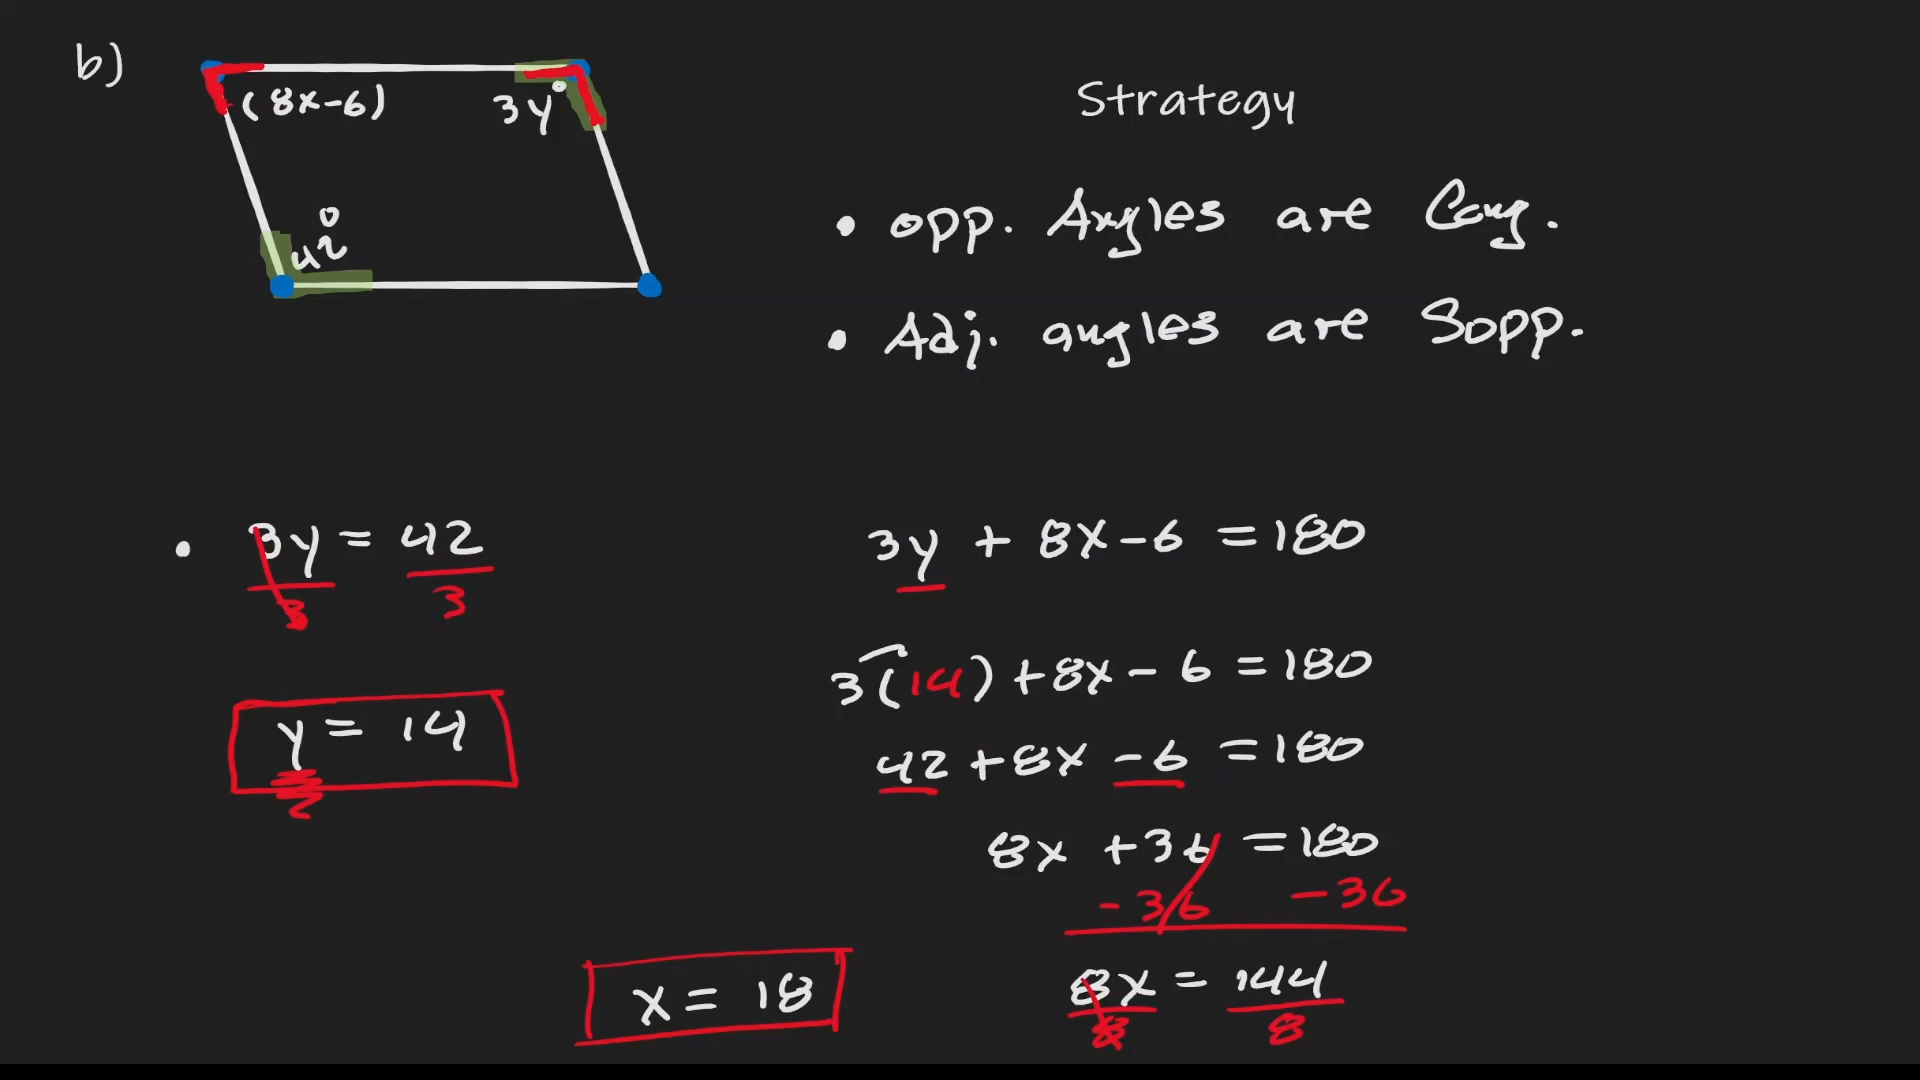 b)
(8x-6) 3y°
42°
Strategy
• opp. Angles are Cong.
• Adj. angles are Supp.
• 3y = 42
3 3
y = 14
3y + 8x - 6 = 180
3(14) + 8x - 6 = 180
42 + 8x - 6 = 180
8x + 36 = 180
- 36 - 36
8x = 144
8 8
x = 18